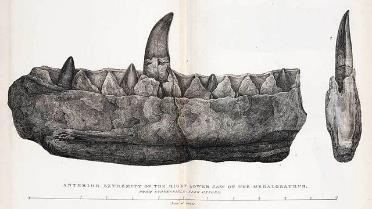 ANTERIOR EXTREMITY OF THE RIGHT LOWER JAW OF THE MEGALOSAURUS,
FROM STONESFIELD NEAR OXFORD.